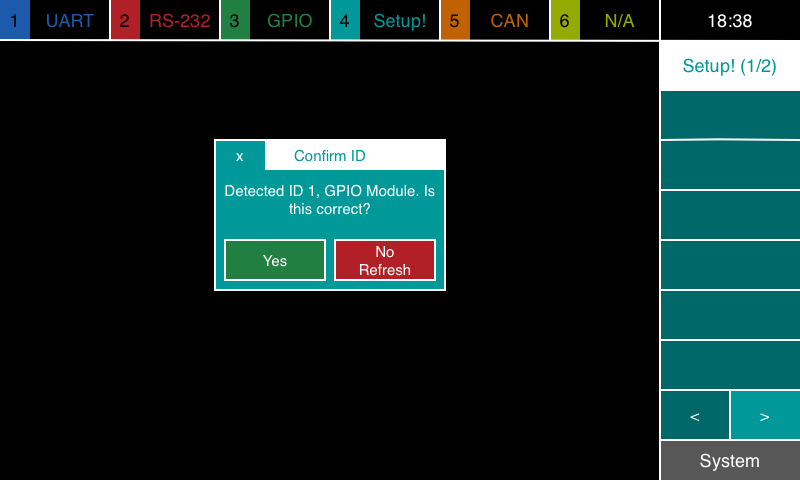 1 UART 2 RS-232 3 GPIO 4 Setup! 5 CAN 6 N/A 18:38
Setup! (1/2)
x Confirm ID
Detected ID 1, GPIO Module. Is
this correct?
Yes
No
Refresh
< >
System